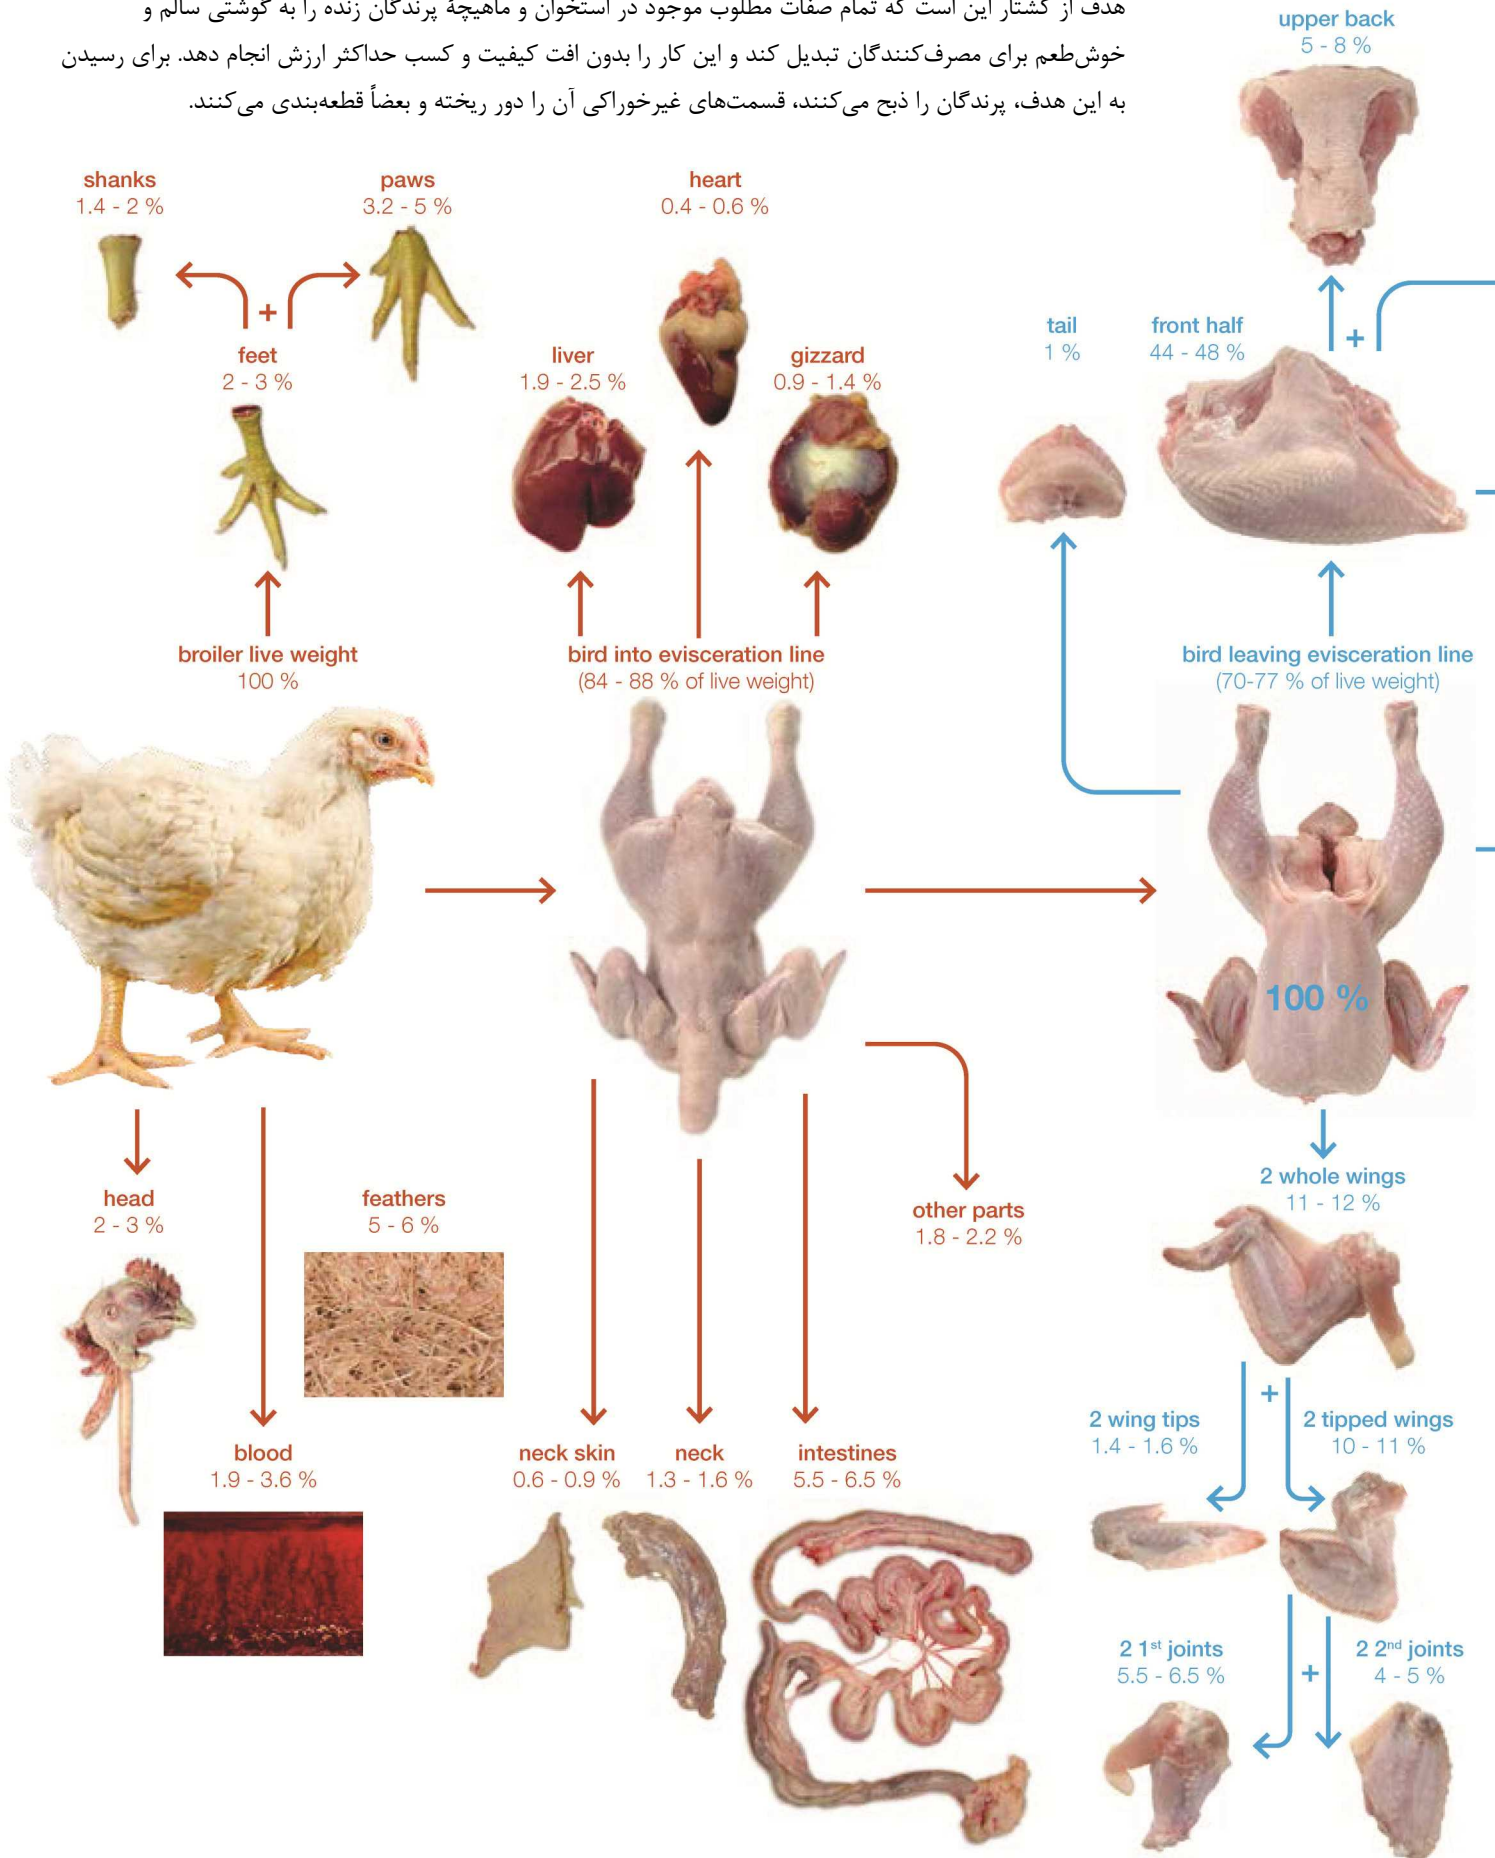 هدف از کشتار این است که تمام صفات مطلوب موجود در استخوان و ماهیچهٔ پرندگان زنده را به گوشتی سالم و
خوش‌طعم برای مصرف‌کنندگان تبدیل کند و این کار را بدون افت کیفیت و کسب حداکثر ارزش انجام دهد. برای رسیدن
به این هدف، پرندگان را ذبح می‌کنند، قسمت‌های غیرخوراکی آن را دور ریخته و بعضاً قطعه‌بندی می‌کنند.
upper back
5 - 8 %
shanks
1.4 - 2 %
paws
3.2 - 5 %
heart
0.4 - 0.6 %
+
feet
2 - 3 %
liver
1.9 - 2.5 %
gizzard
0.9 - 1.4 %
tail
1 %
front half
44 - 48 %
+
broiler live weight
100 %
bird into evisceration line
(84 - 88 % of live weight)
bird leaving evisceration line
(70-77 % of live weight)
100 %
head
2 - 3 %
feathers
5 - 6 %
other parts
1.8 - 2.2 %
2 whole wings
11 - 12 %
+
blood
1.9 - 3.6 %
neck skin
0.6 - 0.9 %
neck
1.3 - 1.6 %
intestines
5.5 - 6.5 %
2 wing tips
1.4 - 1.6 %
2 tipped wings
10 - 11 %
2 1st joints
5.5 - 6.5 %
+
2 2nd joints
4 - 5 %